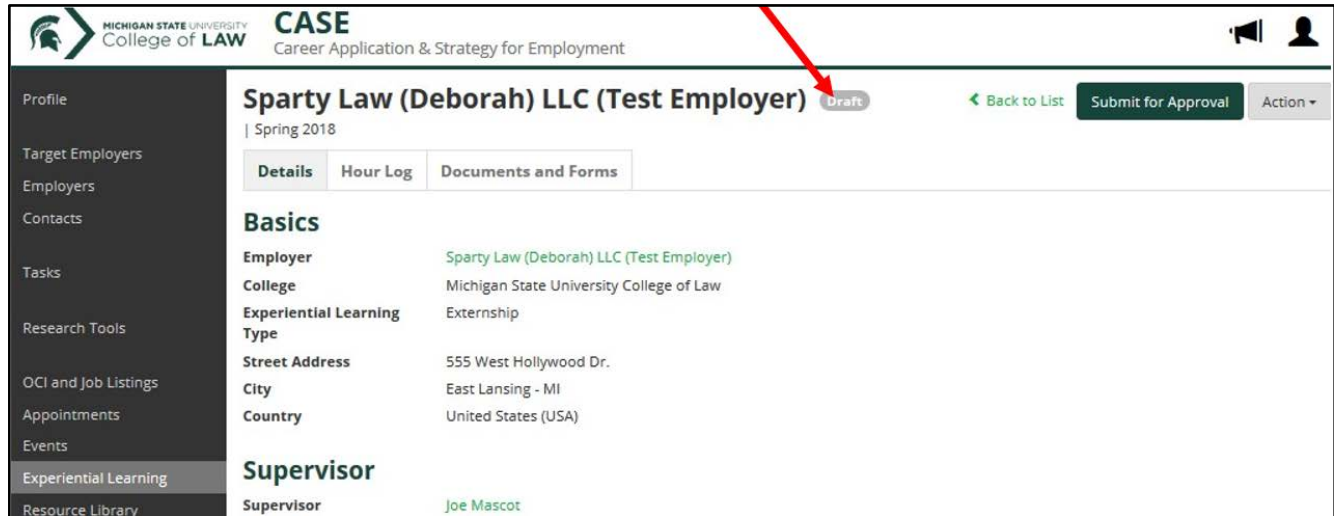 MICHIGAN STATE UNIVERSITY
College of LAW
CASE
Career Application & Strategy for Employment
Profile
Target Employers
Employers
Contacts
Tasks
Research Tools
OCI and Job Listings
Appointments
Events
Experiential Learning
Resource Library
Sparty Law (Deborah) LLC (Test Employer) Draft
Back to List Submit for Approval Action
| Spring 2018
Details Hour Log Documents and Forms
Basics
Employer Sparty Law (Deborah) LLC (Test Employer)
College Michigan State University College of Law
Experiential Learning Externship
Type
Street Address 555 West Hollywood Dr.
City East Lansing - MI
Country United States (USA)
Supervisor
Supervisor Joe Mascot